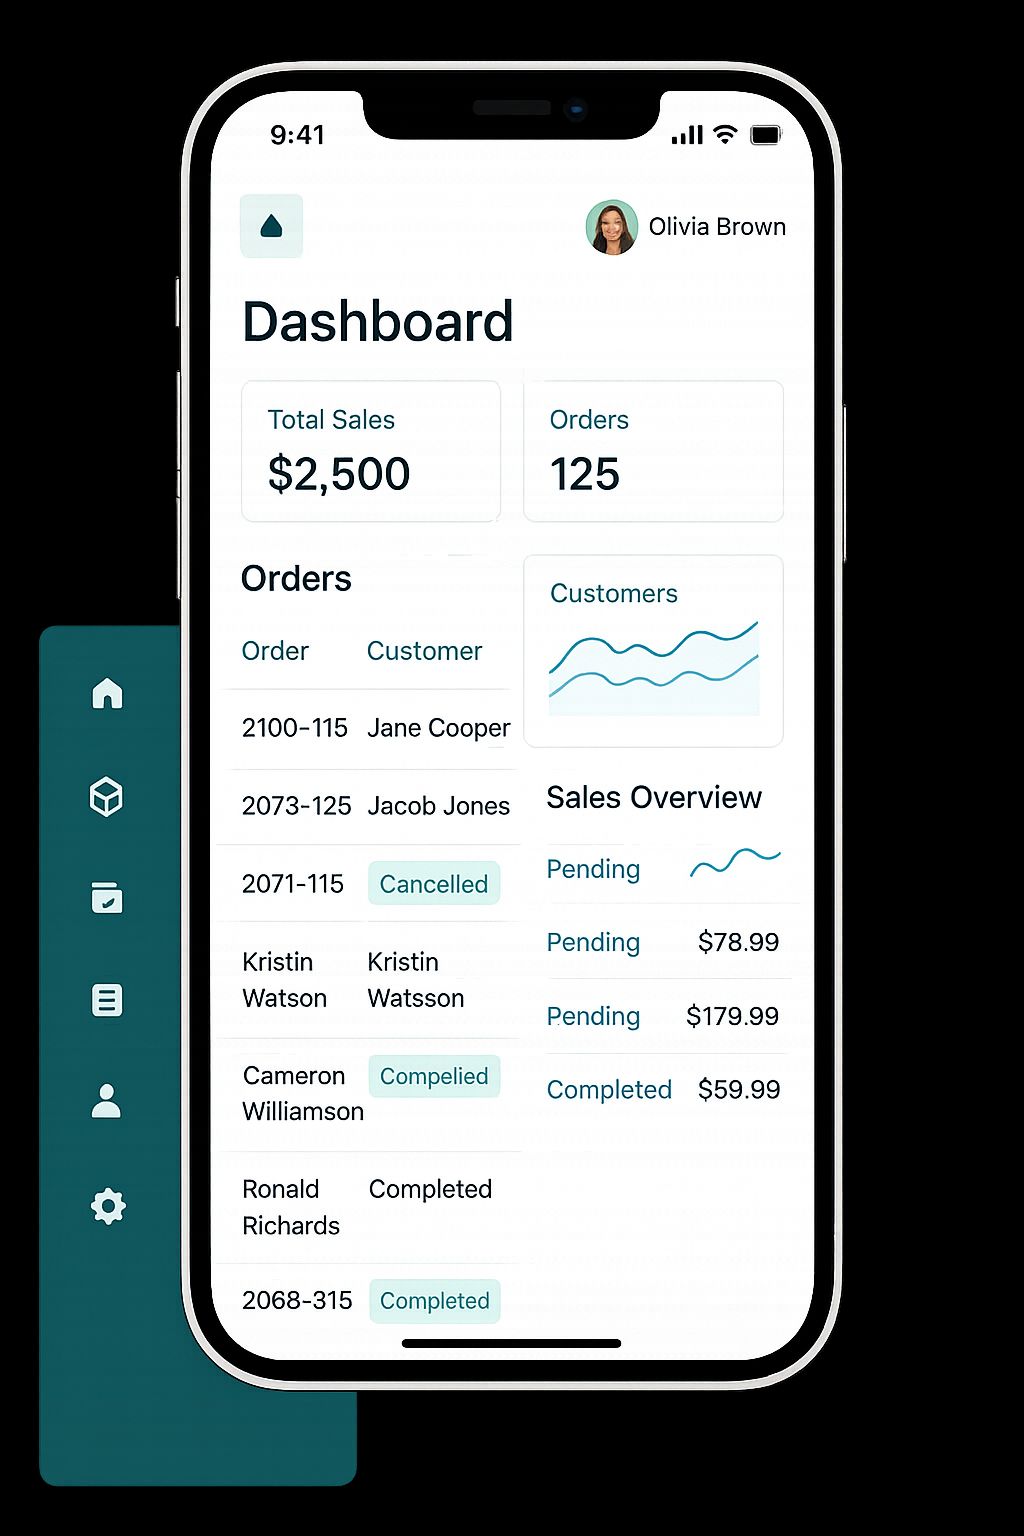 9:41
Olivia Brown
Dashboard
Total Sales
$2,500
Orders
125
Orders
Order Customer
2100-115 Jane Cooper
2073-125 Jacob Jones
2071-115 Cancelled
Kristin Kristin
Watson Watsson
Cameron Compelied
Williamson
Ronald Completed
Richards
2068-315 Completed
Customers
Sales Overview
Pending
Pending $78.99
Pending $179.99
Completed $59.99